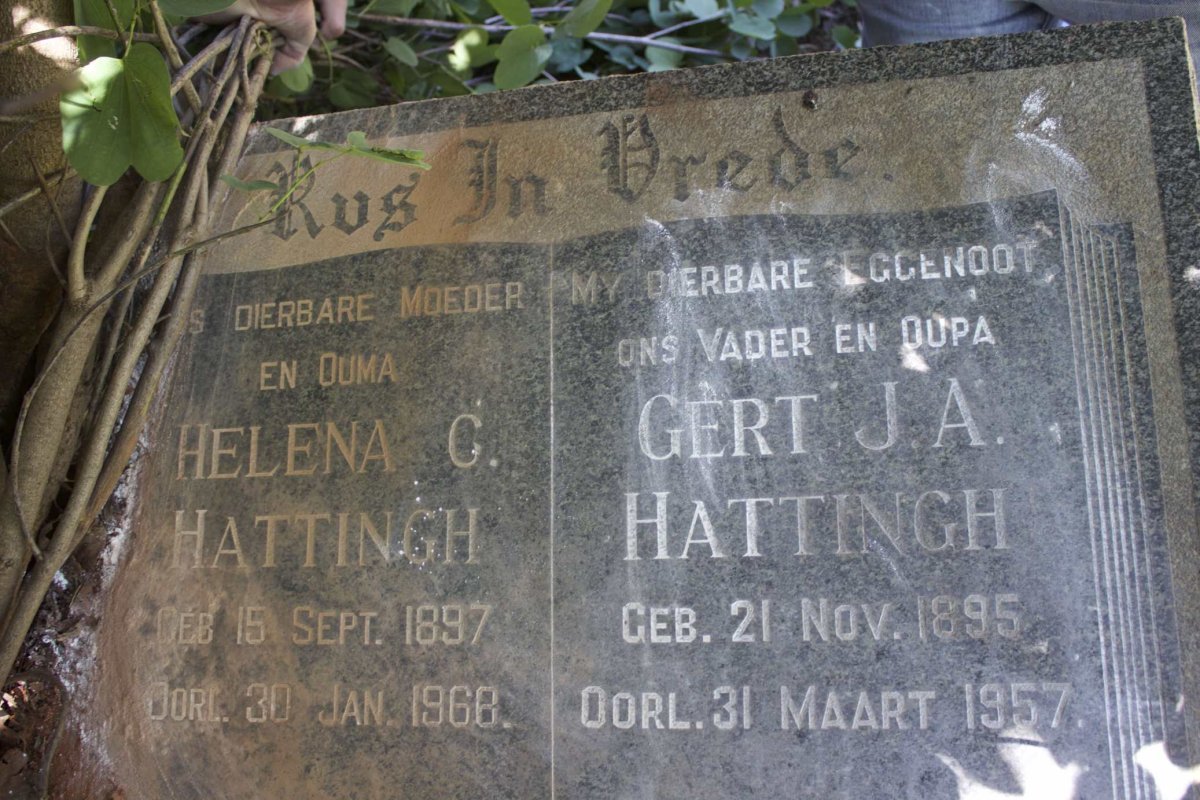 Rus In Vrede.
DIERBARE MOEDER
EN OUMA
HELENA C.
HATTINGH
GEB 15 SEPT. 1897
OORL. 30 JAN. 1968.
MY DIERBARE EGGENOOT
ONS VADER EN OUPA
GERT J.A.
HATTINGH
GEB. 21 NOV. 1895
OORL. 31 MAART 1957.